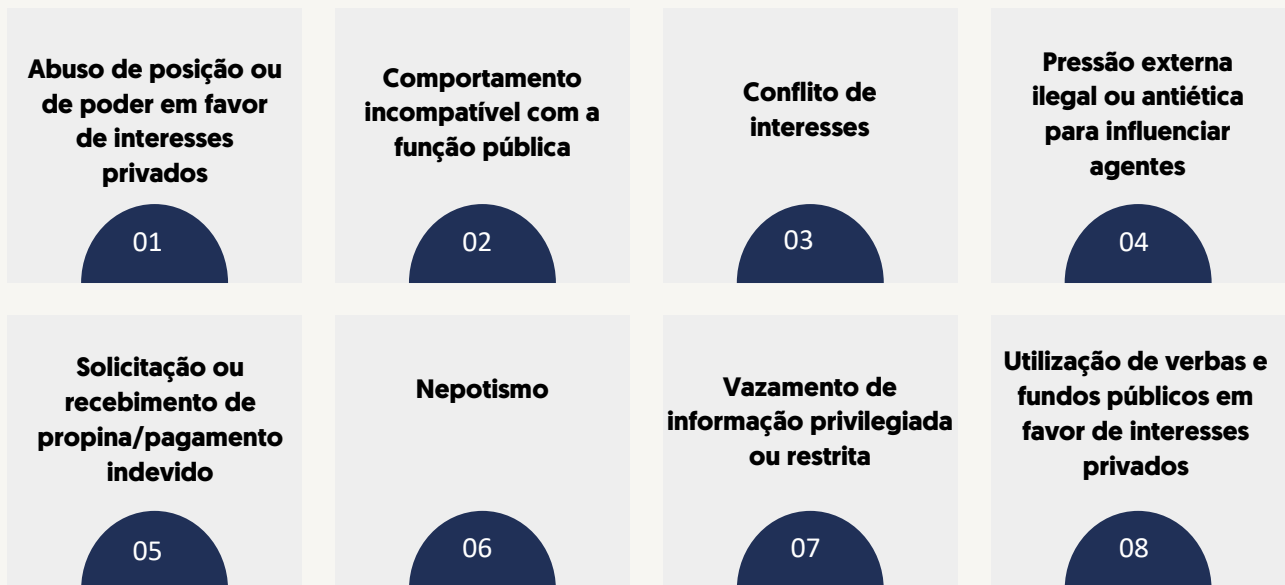 Abuso de posição ou
de poder em favor
de interesses
privados
01
Comportamento
incompatível com a
função pública
02
Conflito de
interesses
03
Pressão externa
ilegal ou antiética
para influenciar
agentes
04
Solicitação ou
recebimento de
propina/pagamento
indevido
05
Nepotismo
06
Vazamento de
informação privilegiada
ou restrita
07
Utilização de verbas e
fundos públicos em
favor de interesses
privados
08